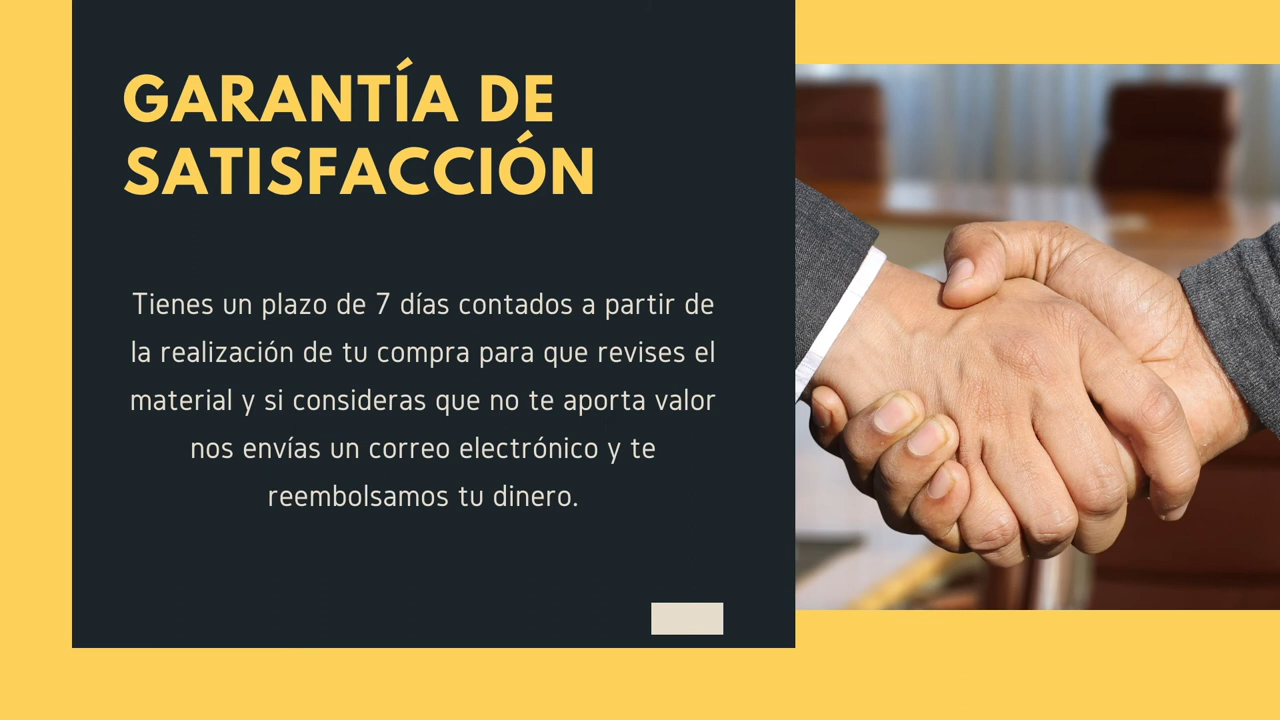 GARANTÍA DE
SATISFACCIÓN
Tienes un plazo de 7 días contados a partir de
la realización de tu compra para que revises el
material y si consideras que no te aporta valor
nos envías un correo electrónico y te
reembolsamos tu dinero.